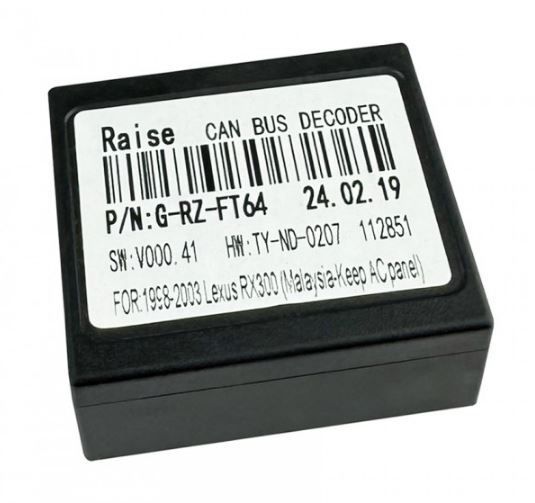 Raise CAN BUS DECODER
P/N:G-RZ-FT64 24.02.19
SW:V000.41 HW:TY-ND-0207 112851
FOR:1998-2003 Lexus RX300 (Malaysia-Keep AC panel)